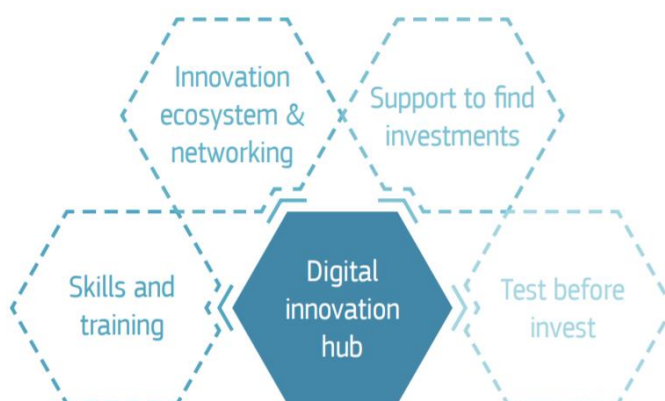 Innovation
ecosystem &
networking
Support to find
investments
Skills and
training
Digital
innovation
hub
Test before
invest